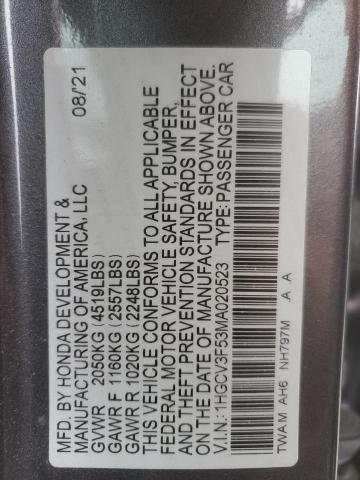 MFD. BY HONDA DEVELOPMENT & 08/21
MANUFACTURING OF AMERICA, LLC
GVWR 2050KG (4519LBS)
GAWR F 1160KG (2557LBS)
GAWR R 1020KG (2248LBS)
THIS VEHICLE CONFORMS TO ALL APPLICABLE
FEDERAL MOTOR VEHICLE SAFETY, BUMPER,
AND THEFT PREVENTION STANDARDS IN EFFECT
ON THE DATE OF MANUFACTURE SHOWN ABOVE.
V.I.N.: 1HGCV3F53MA020523 TYPE: PASSENGER CAR
TWAM AH6 NH797M A A